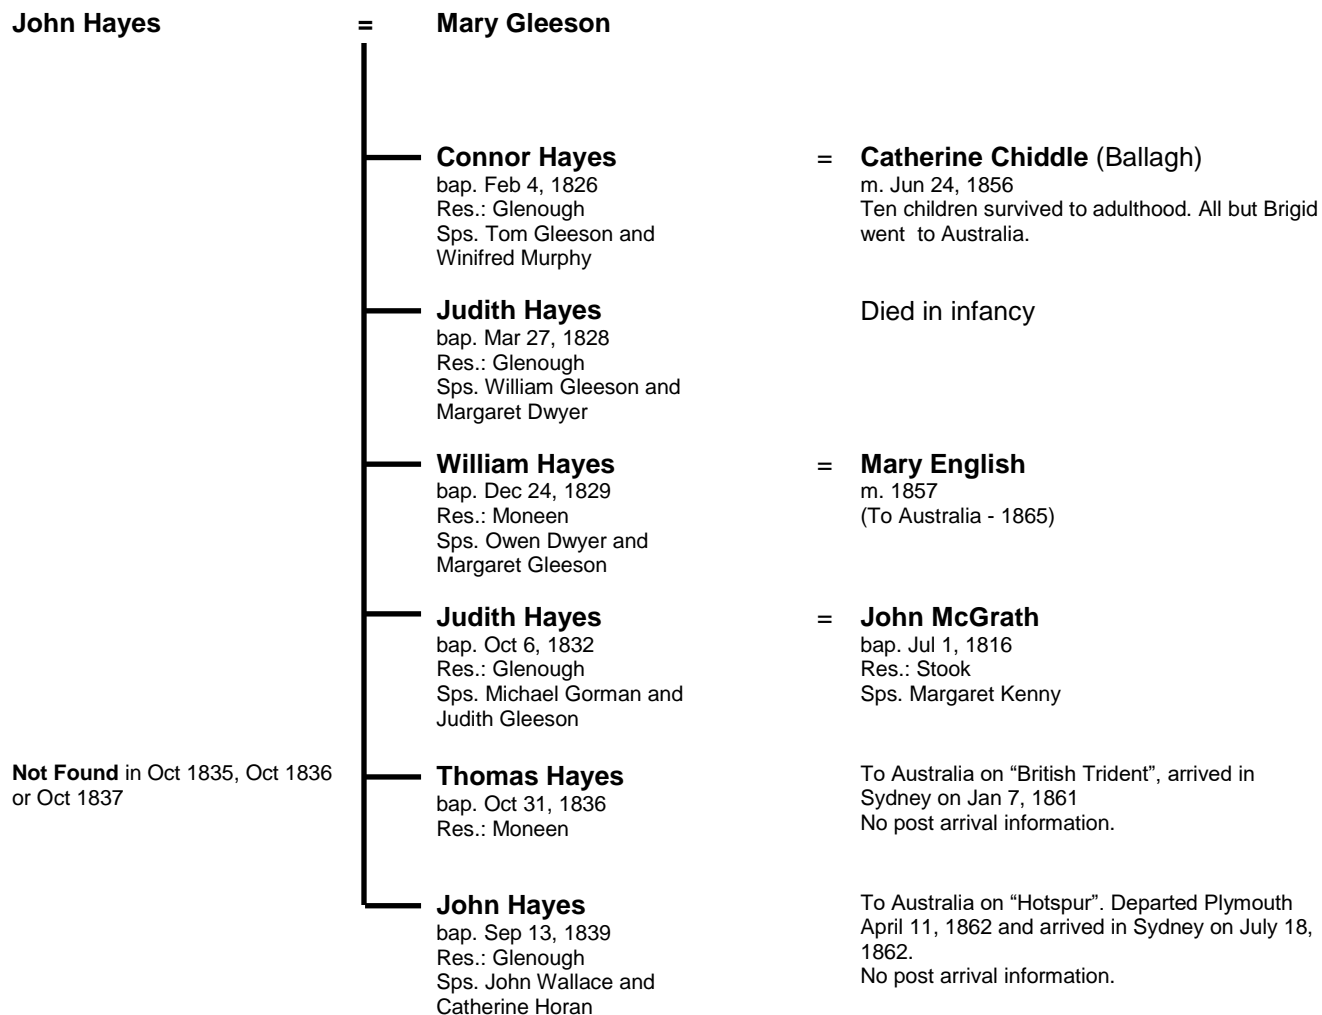 John Hayes = Mary Gleeson
Connor Hayes = Catherine Chiddle (Ballagh)
bap. Feb 4, 1826
Res.: Glenough
Sps. Tom Gleeson and
Winifred Murphy
m. Jun 24, 1856
Ten children survived to adulthood. All but Brigid
went to Australia.
Judith Hayes
bap. Mar 27, 1828
Res.: Glenough
Sps. William Gleeson and
Margaret Dwyer
Died in infancy
William Hayes = Mary English
bap. Dec 24, 1829
Res.: Moneen
Sps. Owen Dwyer and
Margaret Gleeson
m. 1857
(To Australia - 1865)
Judith Hayes = John McGrath
bap. Oct 6, 1832
Res.: Glenough
Sps. Michael Gorman and
Judith Gleeson
bap. Jul 1, 1816
Res.: Stook
Sps. Margaret Kenny
Not Found in Oct 1835, Oct 1836
or Oct 1837
Thomas Hayes
bap. Oct 31, 1836
Res.: Moneen
To Australia on “British Trident”, arrived in
Sydney on Jan 7, 1861
No post arrival information.
John Hayes
bap. Sep 13, 1839
Res.: Glenough
Sps. John Wallace and
Catherine Horan
To Australia on “Hotspur”. Departed Plymouth
April 11, 1862 and arrived in Sydney on July 18,
1862.
No post arrival information.